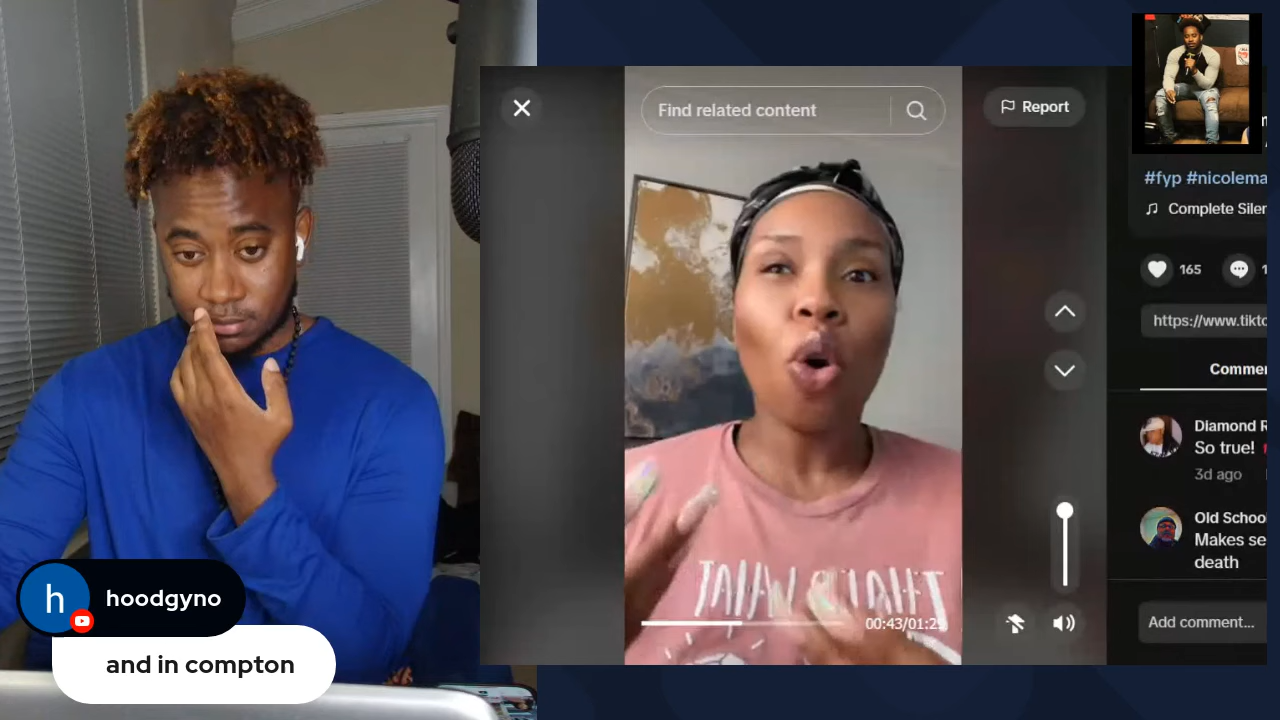 Find related content
Report
#fyp #nicolema
Complete Siler
165
https://www.tikto
Comme
Diamond R
So true!
3d ago
Old Schoo
Makes se
death
00:43/01:2
Add comment...
hoodgyno
and in compton
h